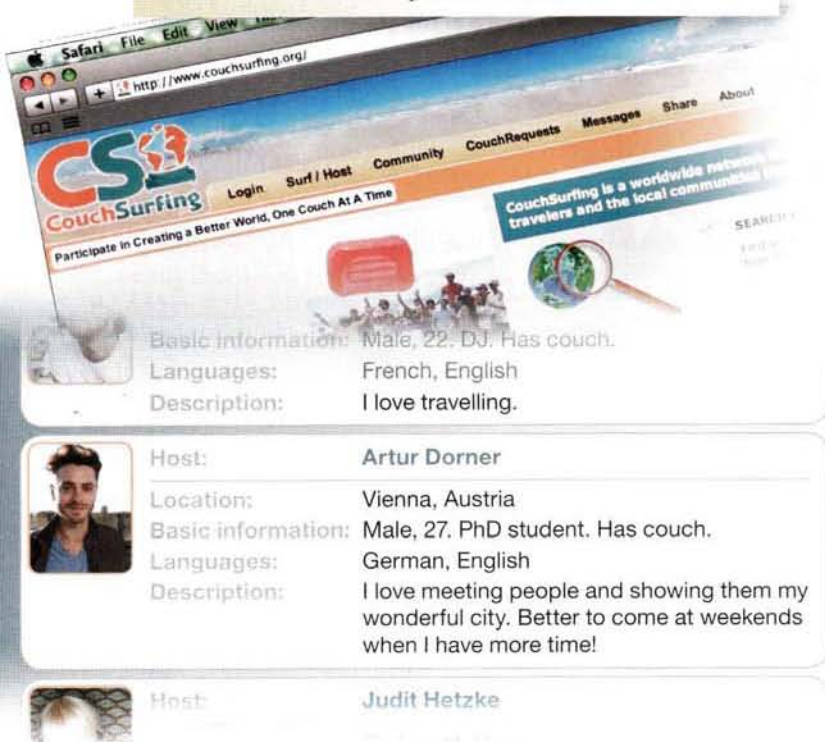 Safari File Edit View
http://www.couchsurfing.org/
CS
CouchSurfing
Login Surf / Host Community CouchRequests Messages Share About
Participate in Creating a Better World, One Couch At A Time
CouchSurfing is a worldwide network
travelers and the local communities
SEARCH
Basic information: Male, 22. DJ. Has couch.
Languages: French, English
Description: I love travelling.
Host: Artur Dorner
Location: Vienna, Austria
Basic information: Male, 27. PhD student. Has couch.
Languages: German, English
Description: I love meeting people and showing them my
wonderful city. Better to come at weekends
when I have more time!
Host: Judit Hetzke